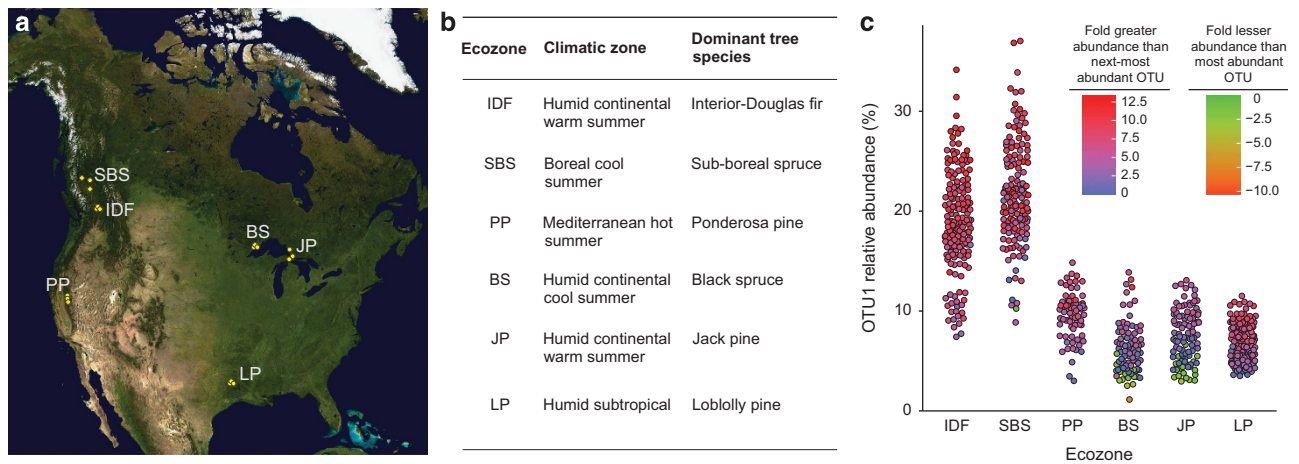 a
SBS
IDF
BS
JP
PP
LP
b
Ecozone Climatic zone Dominant tree species
IDF Humid continental warm summer Interior-Douglas fir
SBS Boreal cool summer Sub-boreal spruce
PP Mediterranean hot summer Ponderosa pine
BS Humid continental cool summer Black spruce
JP Humid continental warm summer Jack pine
LP Humid subtropical Loblolly pine
c
Fold greater abundance than next-most abundant OTU
12.5
10.0
7.5
5.0
2.5
0
Fold lesser abundance than most abundant OTU
0
−2.5
−5.0
−7.5
−10.0
OTU1 relative abundance (%)
30
20
10
0
IDF SBS PP BS JP LP
Ecozone